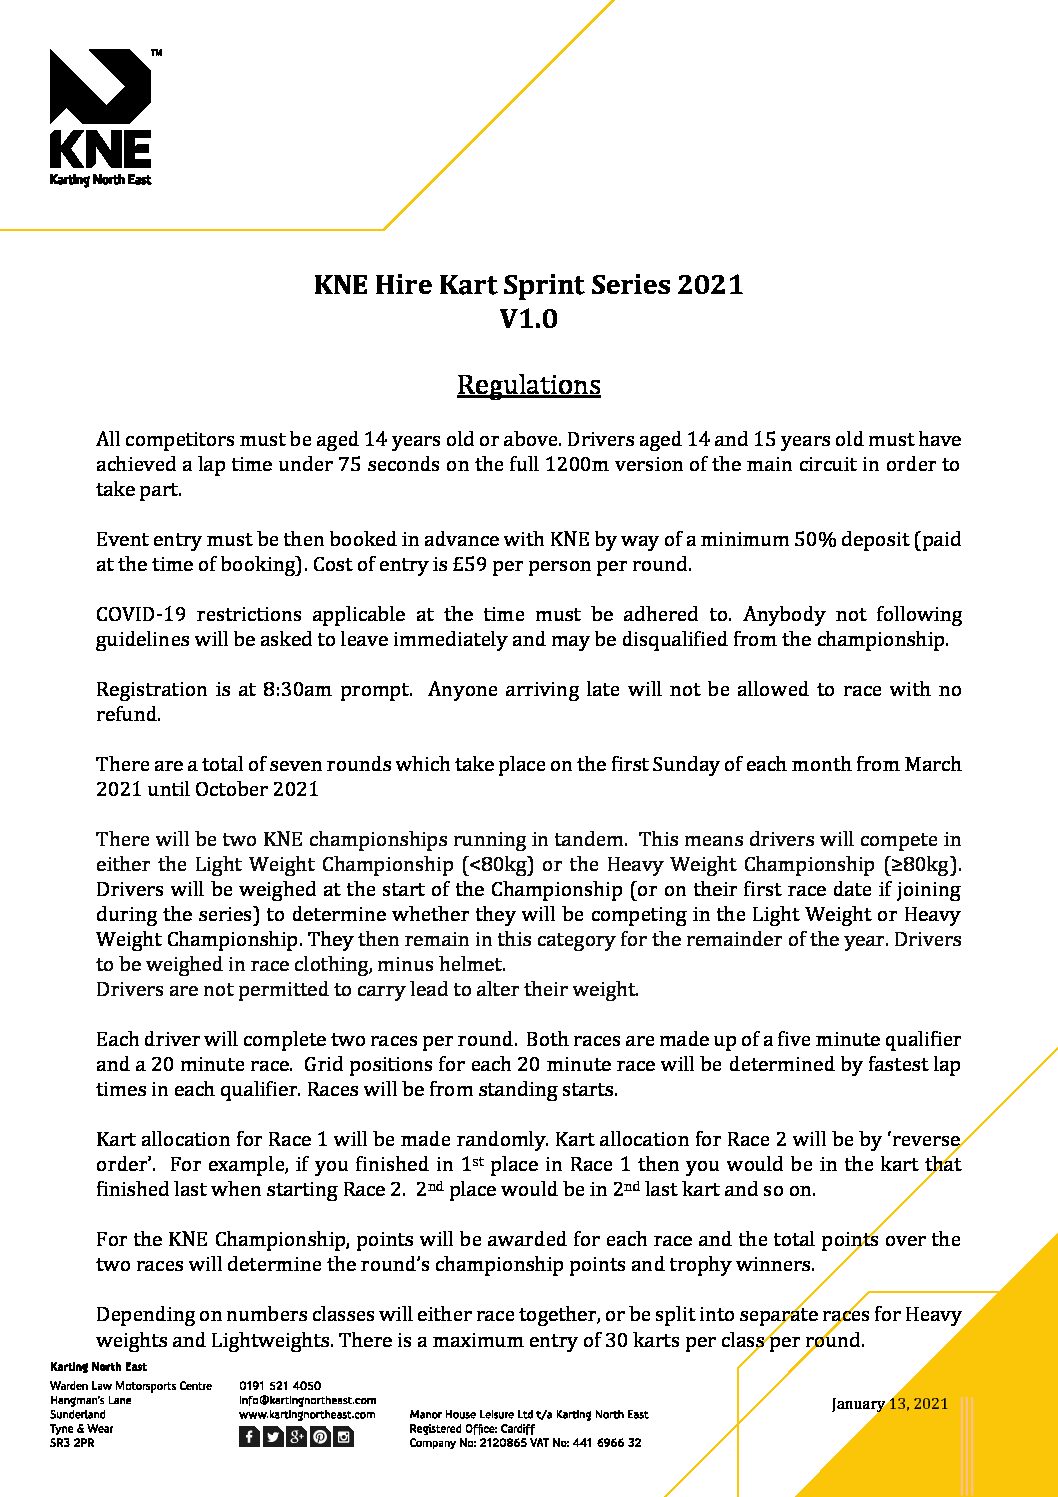 ™
KNE
Karting North East
KNE Hire Kart Sprint Series 2021
V1.0
Regulations
All competitors must be aged 14 years old or above. Drivers aged 14 and 15 years old must have
achieved a lap time under 75 seconds on the full 1200m version of the main circuit in order to
take part.
Event entry must be then booked in advance with KNE by way of a minimum 50% deposit (paid
at the time of booking). Cost of entry is £59 per person per round.
COVID-19 restrictions applicable at the time must be adhered to. Anybody not following
guidelines will be asked to leave immediately and may be disqualified from the championship.
Registration is at 8:30am prompt.  Anyone arriving late will not be allowed to race with no
refund.
There are a total of seven rounds which take place on the first Sunday of each month from March
2021 until October 2021
There will be two KNE championships running in tandem.  This means drivers will compete in
either the Light Weight Championship (<80kg) or the Heavy Weight Championship (≥80kg).
Drivers will be weighed at the start of the Championship (or on their first race date if joining
during the series) to determine whether they will be competing in the Light Weight or Heavy
Weight Championship. They then remain in this category for the remainder of the year. Drivers
to be weighed in race clothing, minus helmet.
Drivers are not permitted to carry lead to alter their weight.
Each driver will complete two races per round.  Both races are made up of a five minute qualifier
and a 20 minute race.  Grid positions for each 20 minute race will be determined by fastest lap
times in each qualifier. Races will be from standing starts.
Kart allocation for Race 1 will be made randomly. Kart allocation for Race 2 will be by ‘reverse
order’.  For example, if you finished in 1st place in Race 1 then you would be in the kart that
finished last when starting Race 2.  2nd place would be in 2nd last kart and so on.
For the KNE Championship, points will be awarded for each race and the total points over the
two races will determine the round’s championship points and trophy winners.
Depending on numbers classes will either race together, or be split into separate races for Heavy
weights and Lightweights. There is a maximum entry of 30 karts per class per round.
Karting North East
Warden Law Motorsports Centre
Hangman's Lane
Sunderland
Tyne & Wear
SR3 2PR
0191 521 4050
info@kartingnortheast.com
www.kartingnortheast.com
Manor House Leisure Ltd t/a Karting North East
Registered Office: Cardiff
Company No: 2120865 VAT No: 441 6966 32
January 13, 2021